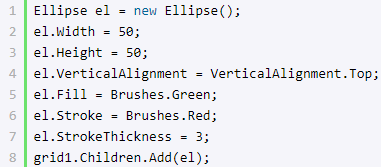 1 Ellipse el = new Ellipse();
2 el.Width = 50;
3 el.Height = 50;
4 el.VerticalAlignment = VerticalAlignment.Top;
5 el.Fill = Brushes.Green;
6 el.Stroke = Brushes.Red;
7 el.StrokeThickness = 3;
8 grid1.Children.Add(el);